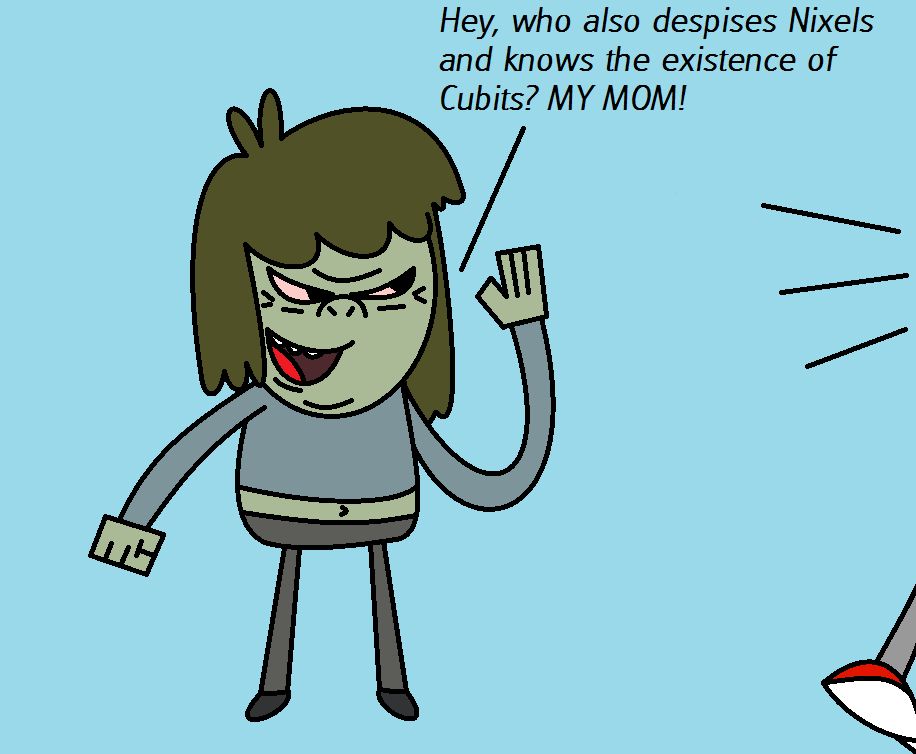 Hey, who also despises Nixels
and knows the existence of
Cubits? MY MOM!